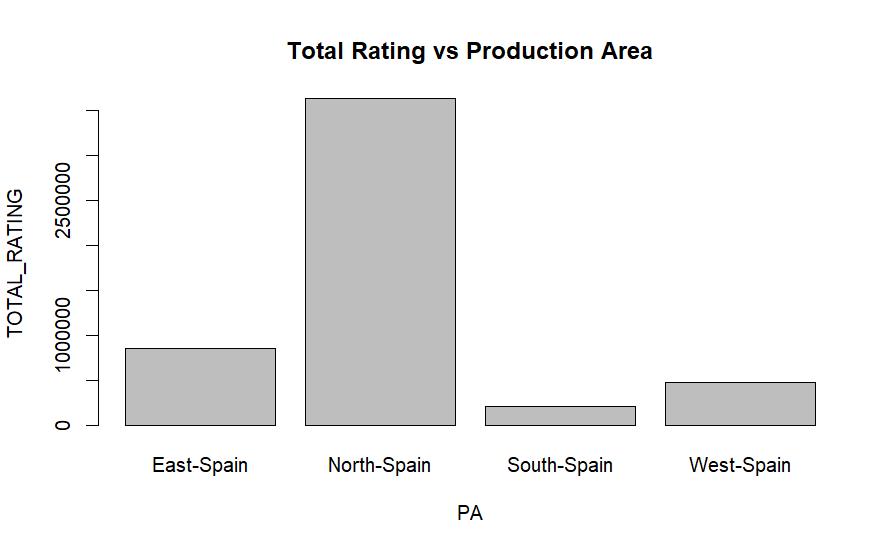 Total Rating vs Production Area
TOTAL_RATING
2500000
1000000
0
East-Spain North-Spain South-Spain West-Spain
PA